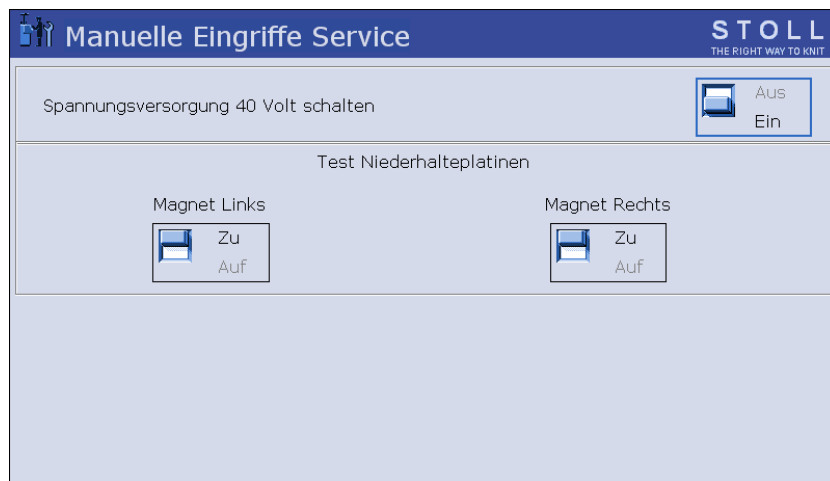 Manuelle Eingriffe Service
STOLL
THE RIGHT WAY TO KNIT
Spannungsversorgung 40 Volt schalten
Aus
Ein
Test Niederhalteplatinen
Magnet Links
Zu
Auf
Magnet Rechts
Zu
Auf